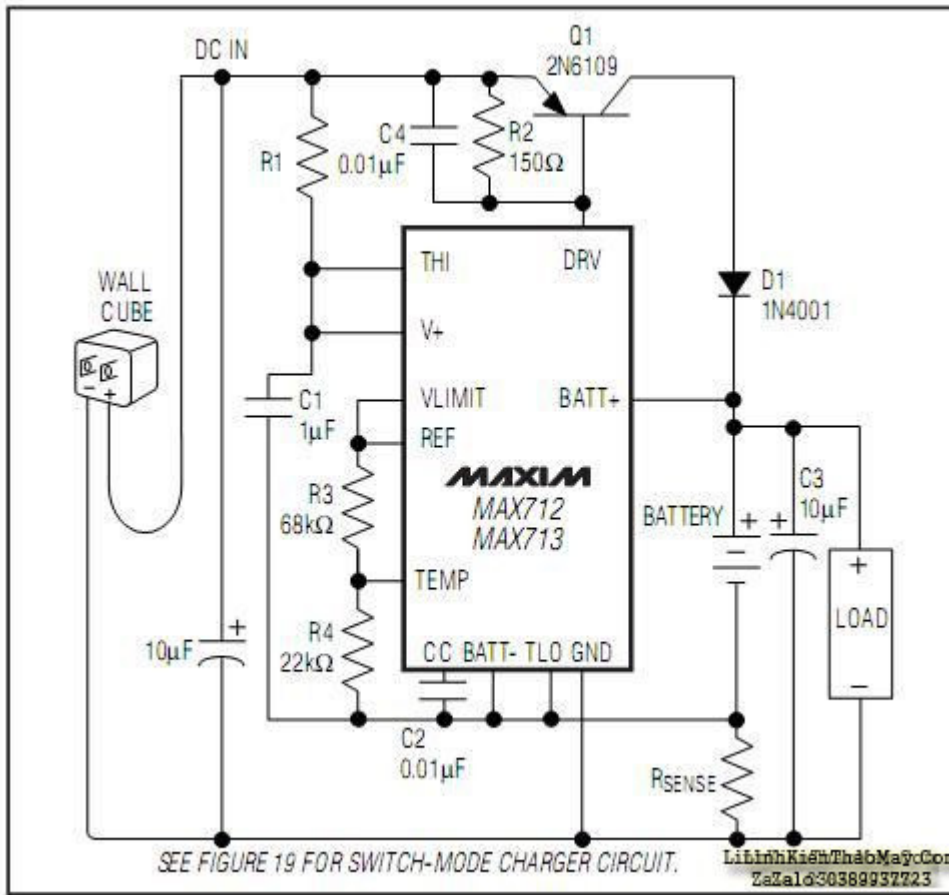 DC IN
Q1
2N6109
R1
C4
0.01µF
R2
150Ω
THI
DRV
WALL
CUBE
- +
V+
D1
1N4001
C1
1µF
VLIMIT
BATT+
REF
R3
68kΩ
MAXIM
MAX712
MAX713
C3
10µF
BATTERY
+
+
TEMP
+
LOAD
-
R4
22kΩ
10µF
+
CC BATT- TLO GND
C2
0.01µF
RSENSE
SEE FIGURE 19 FOR SWITCH-MODE CHARGER CIRCUIT.